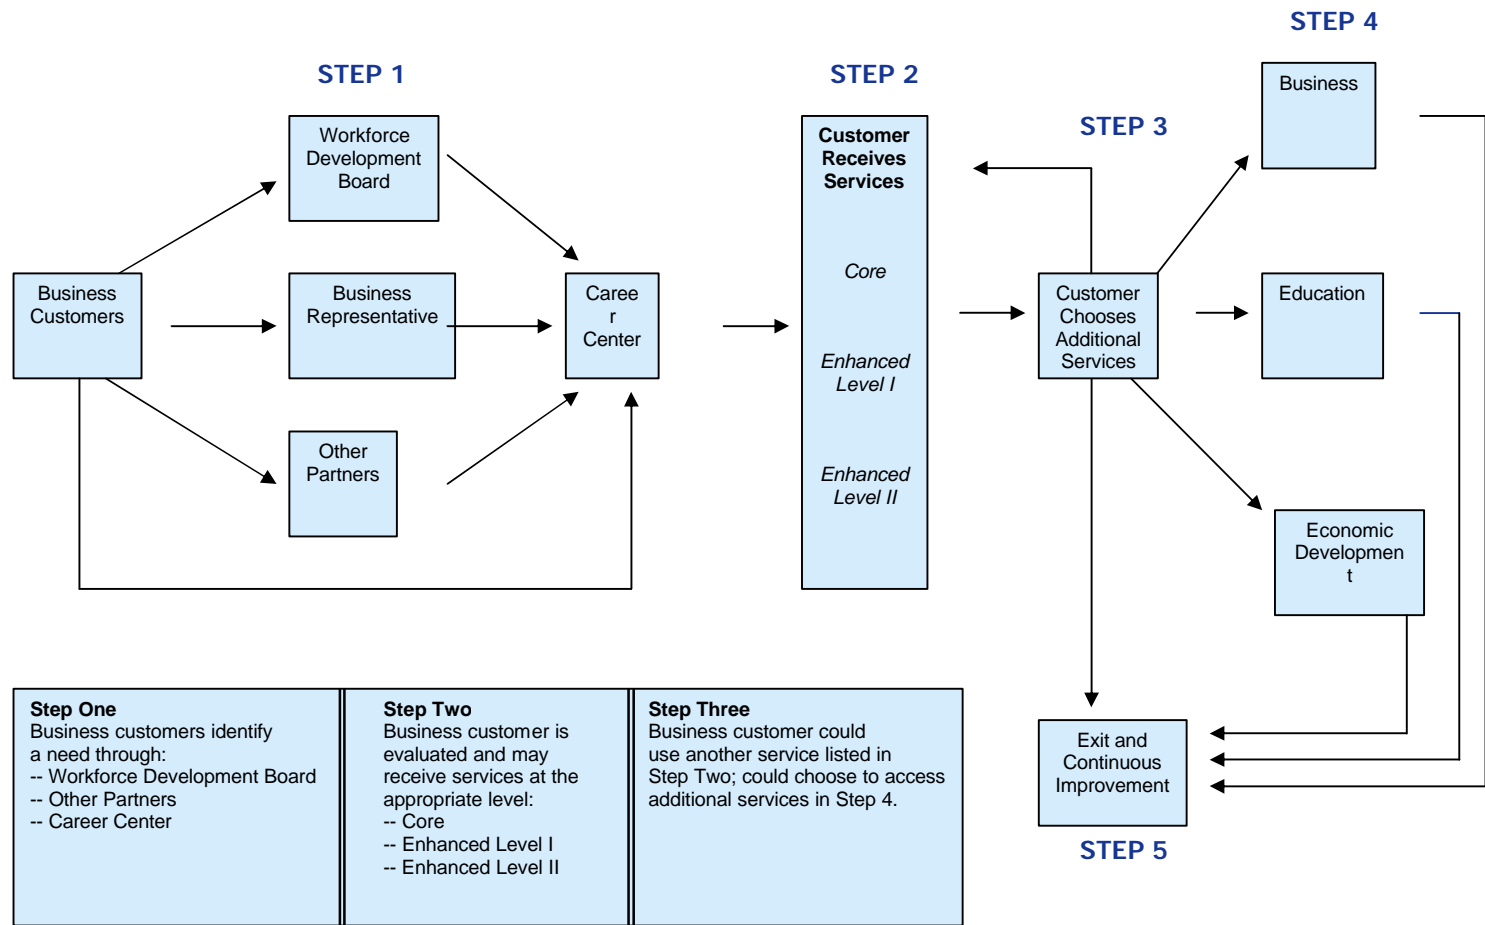 STEP 4
STEP 1
STEP 2
Business
STEP 3
Workforce
Development
Board
Customer
Receives
Services
Core
Enhanced
Level I
Enhanced
Level II
Business
Customers
Business
Representative
Caree
r
Center
Customer
Chooses
Additional
Services
Education
Other
Partners
Economic
Developmen
t
Exit and
Continuous
Improvement
STEP 5
Step One
Business customers identify
a need through:
-- Workforce Development Board
-- Other Partners
-- Career Center
Step Two
Business customer is
evaluated and may
receive services at the
appropriate level:
-- Core
-- Enhanced Level I
-- Enhanced Level II
Step Three
Business customer could
use another service listed in
Step Two; could choose to access
additional services in Step 4.